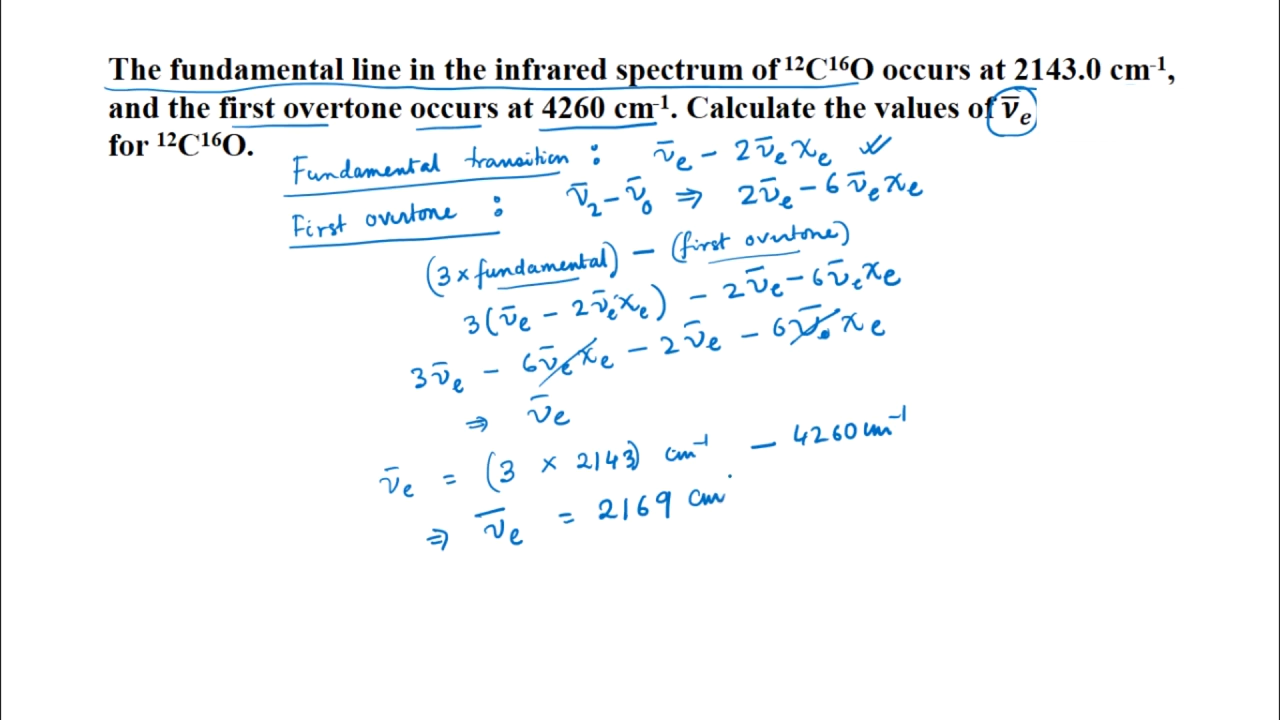 The fundamental line in the infrared spectrum of ¹²C¹⁶O occurs at 2143.0 cm⁻¹,
and the first overtone occurs at 4260 cm⁻¹. Calculate the values of ν̅ₑ
for ¹²C¹⁶O.
Fundamental transition : ν̅ₑ - 2ν̅ₑxₑ
First overtone : ν̅₂ - ν̅₀ ⇒ 2ν̅ₑ - 6ν̅ₑxₑ
(3 × fundamental) - (first overtone)
3(ν̅ₑ - 2ν̅ₑxₑ) - 2ν̅ₑ - 6ν̅ₑxₑ
3ν̅ₑ - 6ν̅ₑxₑ - 2ν̅ₑ - 6ν̅ₑxₑ
⇒ ν̅ₑ
ν̅ₑ = (3 × 2143) cm⁻¹ - 4260 cm⁻¹
⇒ ν̅ₑ = 2169 cm